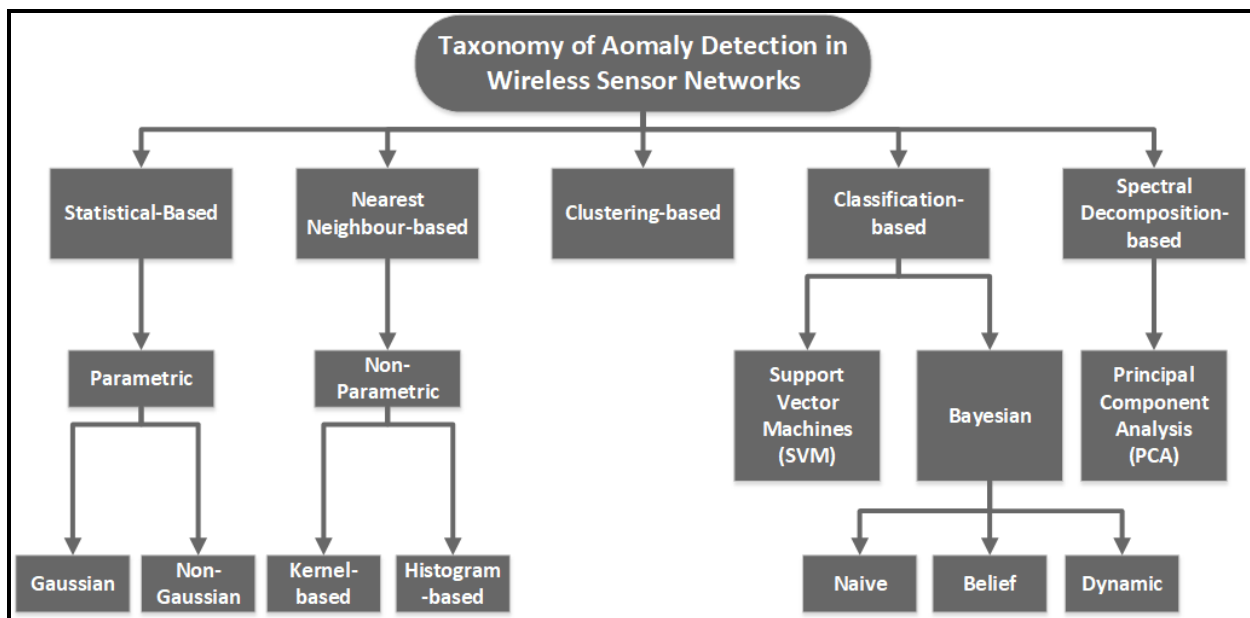 Taxonomy of Aomaly Detection in
Wireless Sensor Networks
Statistical-Based
Nearest
Neighbour-based
Clustering-based
Classification-
based
Spectral
Decomposition-
based
Parametric
Non-
Parametric
Support
Vector
Machines
(SVM)
Bayesian
Principal
Component
Analysis
(PCA)
Gaussian
Non-
Gaussian
Kernel-
based
Histogram
-based
Naive
Belief
Dynamic